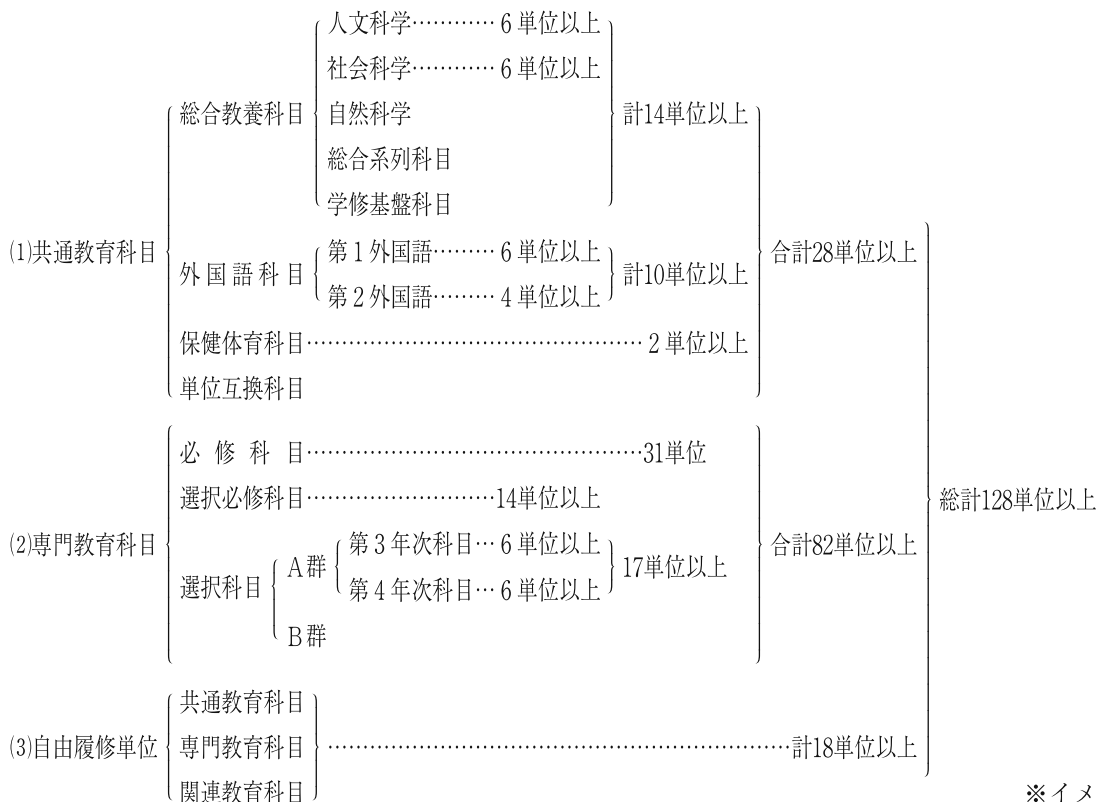 人文科学…………6単位以上
社会科学…………6単位以上
総合教養科目 自然科学 計14単位以上
総合系列科目
学修基盤科目
(1)共通教育科目 合計28単位以上
第1外国語………6単位以上
外国語科目 計10単位以上
第2外国語………4単位以上
保健体育科目…………………………………………2単位以上
単位互換科目
必修科目…………………………………………31単位
選択必修科目………………………14単位以上
総計128単位以上
(2)専門教育科目 合計82単位以上
第3年次科目…6単位以上
選択科目 A群 17単位以上
第4年次科目…6単位以上
B群
共通教育科目
(3)自由履修単位 専門教育科目 …………………………………………………………計18単位以上
関連教育科目
※イメ